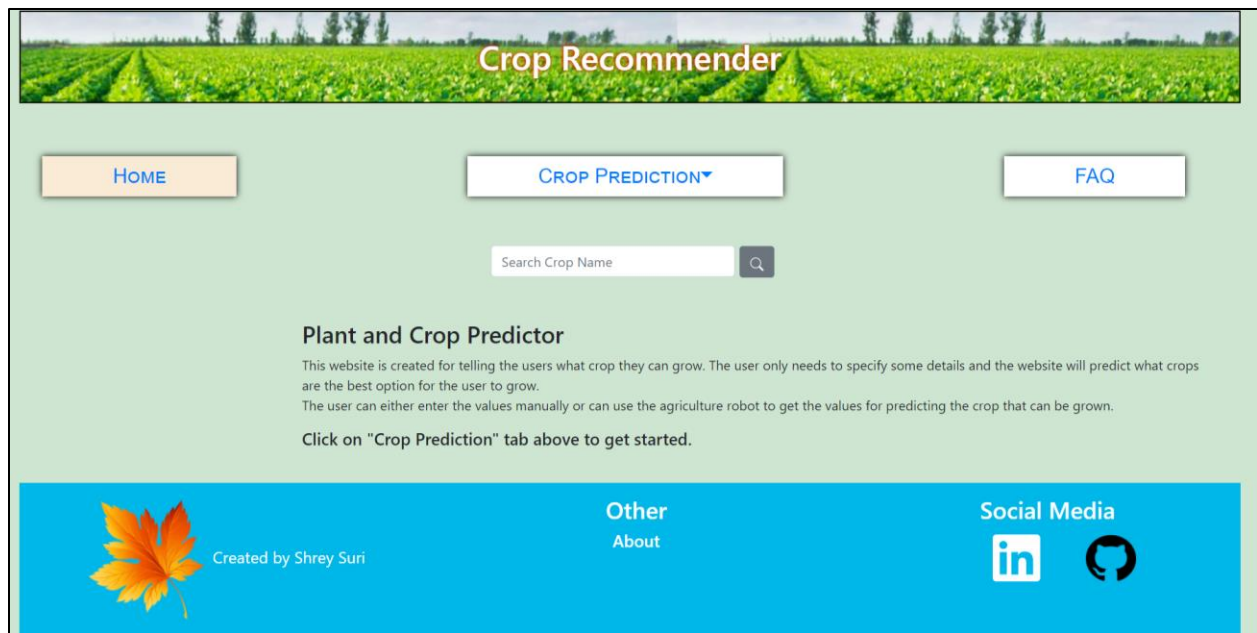 Crop Recommender
Home
Crop Prediction
FAQ
Search Crop Name
Plant and Crop Predictor
This website is created for telling the users what crop they can grow. The user only needs to specify some details and the website will predict what crops
are the best option for the user to grow.
The user can either enter the values manually or can use the agriculture robot to get the values for predicting the crop that can be grown.
Click on "Crop Prediction" tab above to get started.
Created by Shrey Suri
Other
About
Social Media
in